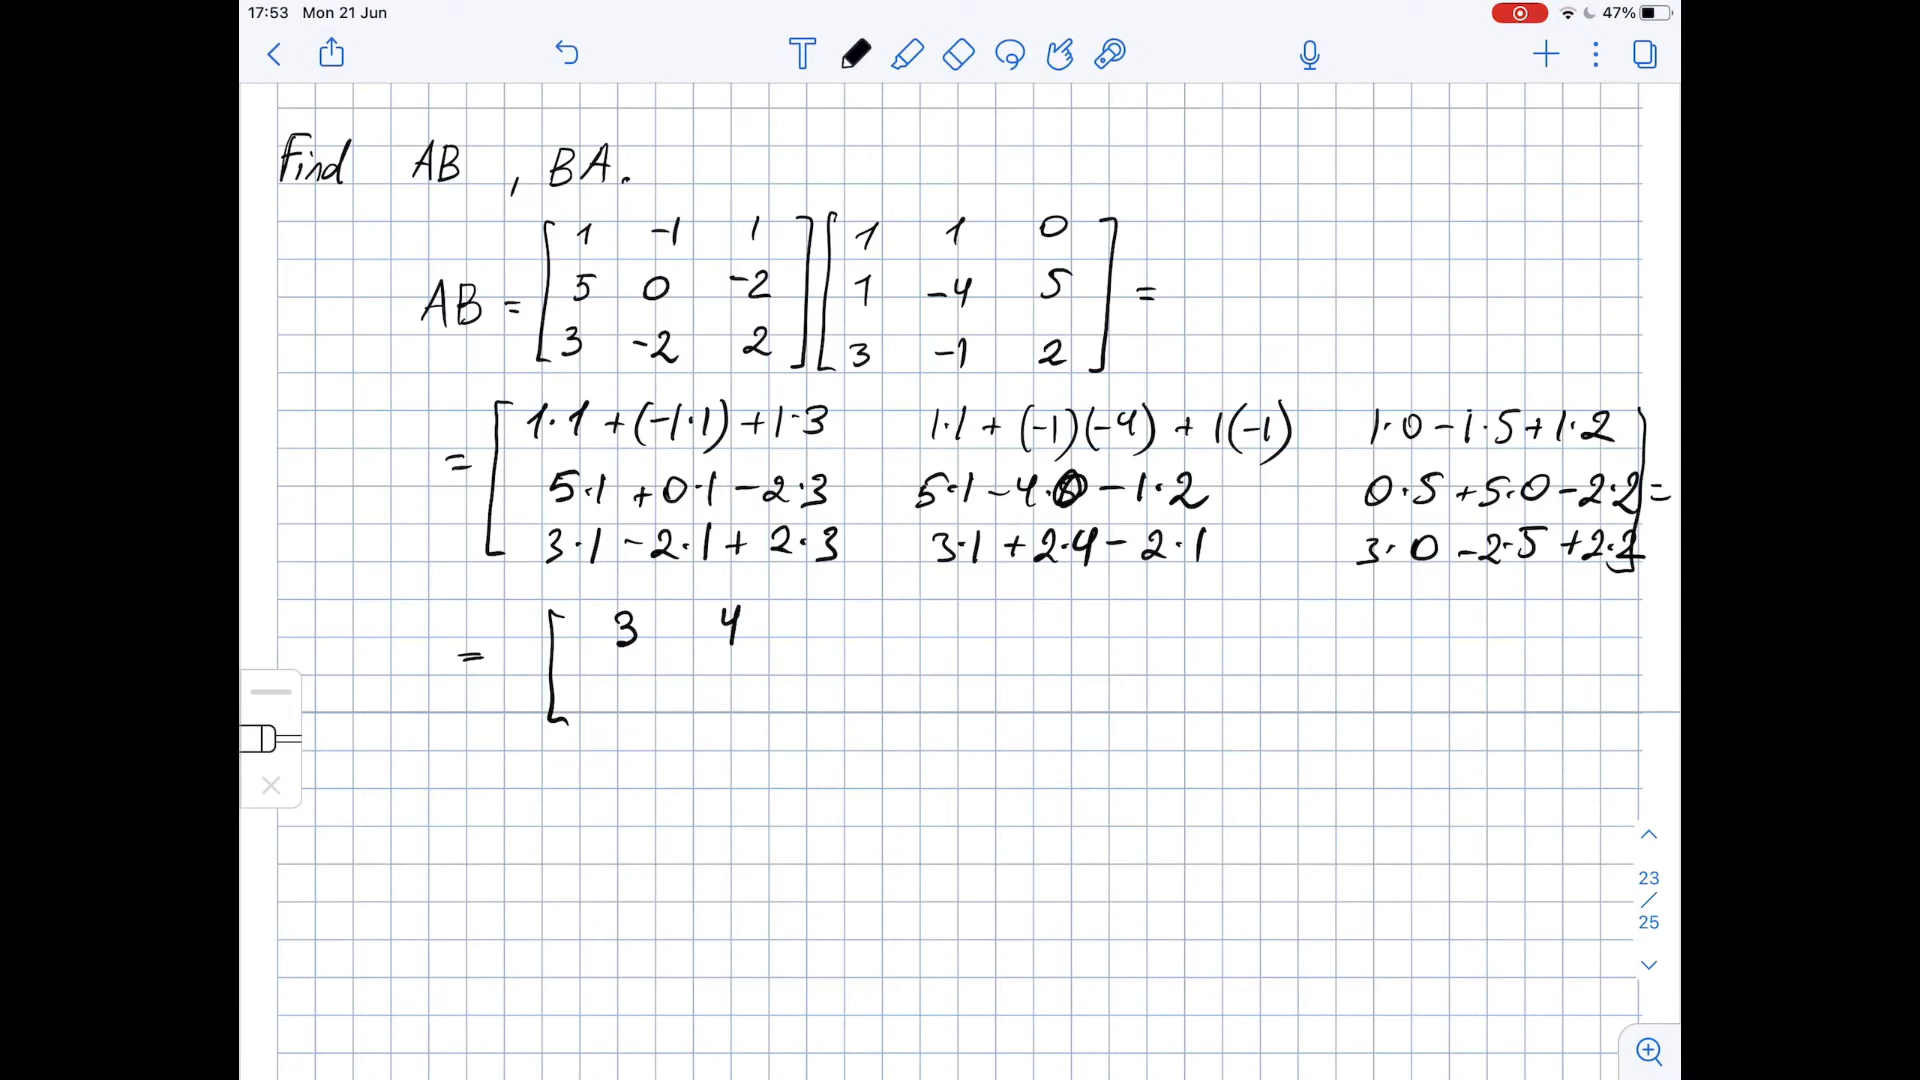 17:53 Mon 21 Jun 47%
Find AB , BA.
AB = [ 1 -1 1 ] [ 1 1 0 ] =
5 0 -2 1 -4 5
3 -2 2 3 -1 2
= [ 1·1 + (-1·1) + 1·3 1·1 + (-1)(-4) + 1(-1) 1·0 - 1·5 + 1·2 ] =
5·1 + 0·1 - 2·3 5·1 - 4·0 - 1·2 0·5 + 5·0 - 2·2
3·1 - 2·1 + 2·3 3·1 + 2·4 - 2·1 3·0 - 2·5 + 2·2
= [ 3 4
23
/
25